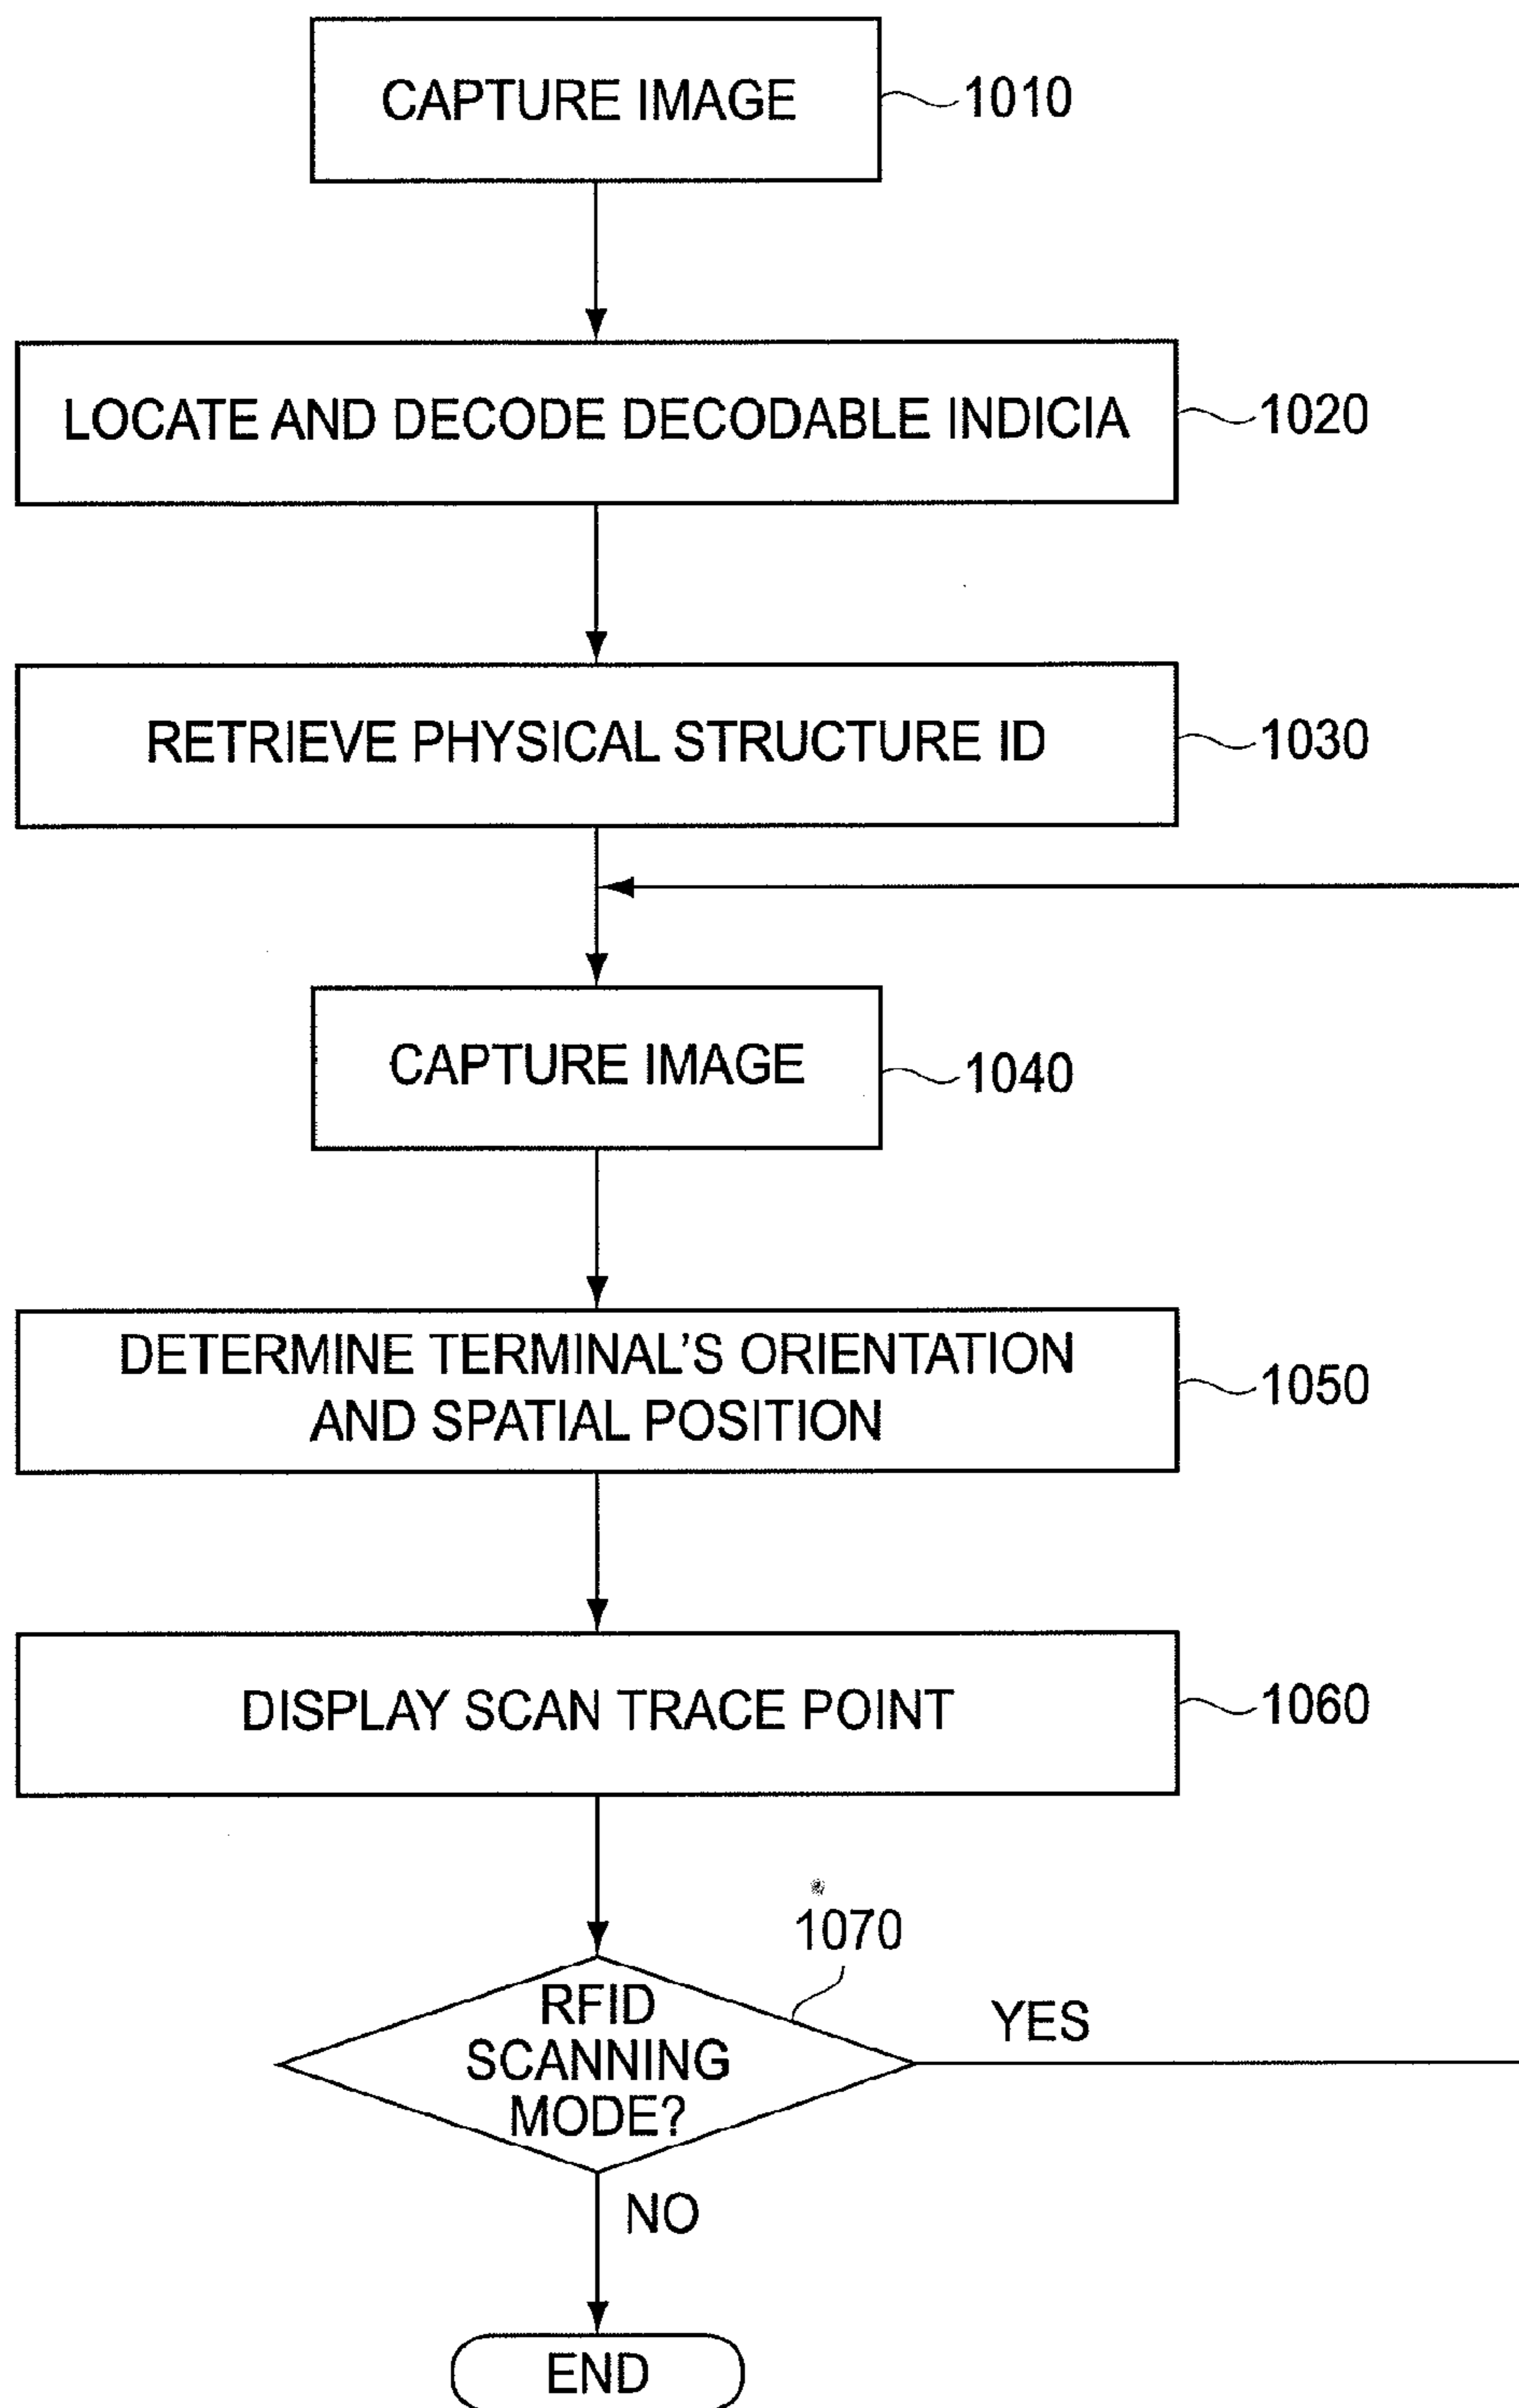 CAPTURE IMAGE
1010
LOCATE AND DECODE DECODABLE INDICIA
1020
RETRIEVE PHYSICAL STRUCTURE ID
1030
CAPTURE IMAGE
1040
DETERMINE TERMINAL'S ORIENTATION
AND SPATIAL POSITION
1050
DISPLAY SCAN TRACE POINT
1060
1070
RFID
SCANNING
MODE?
YES
NO
END